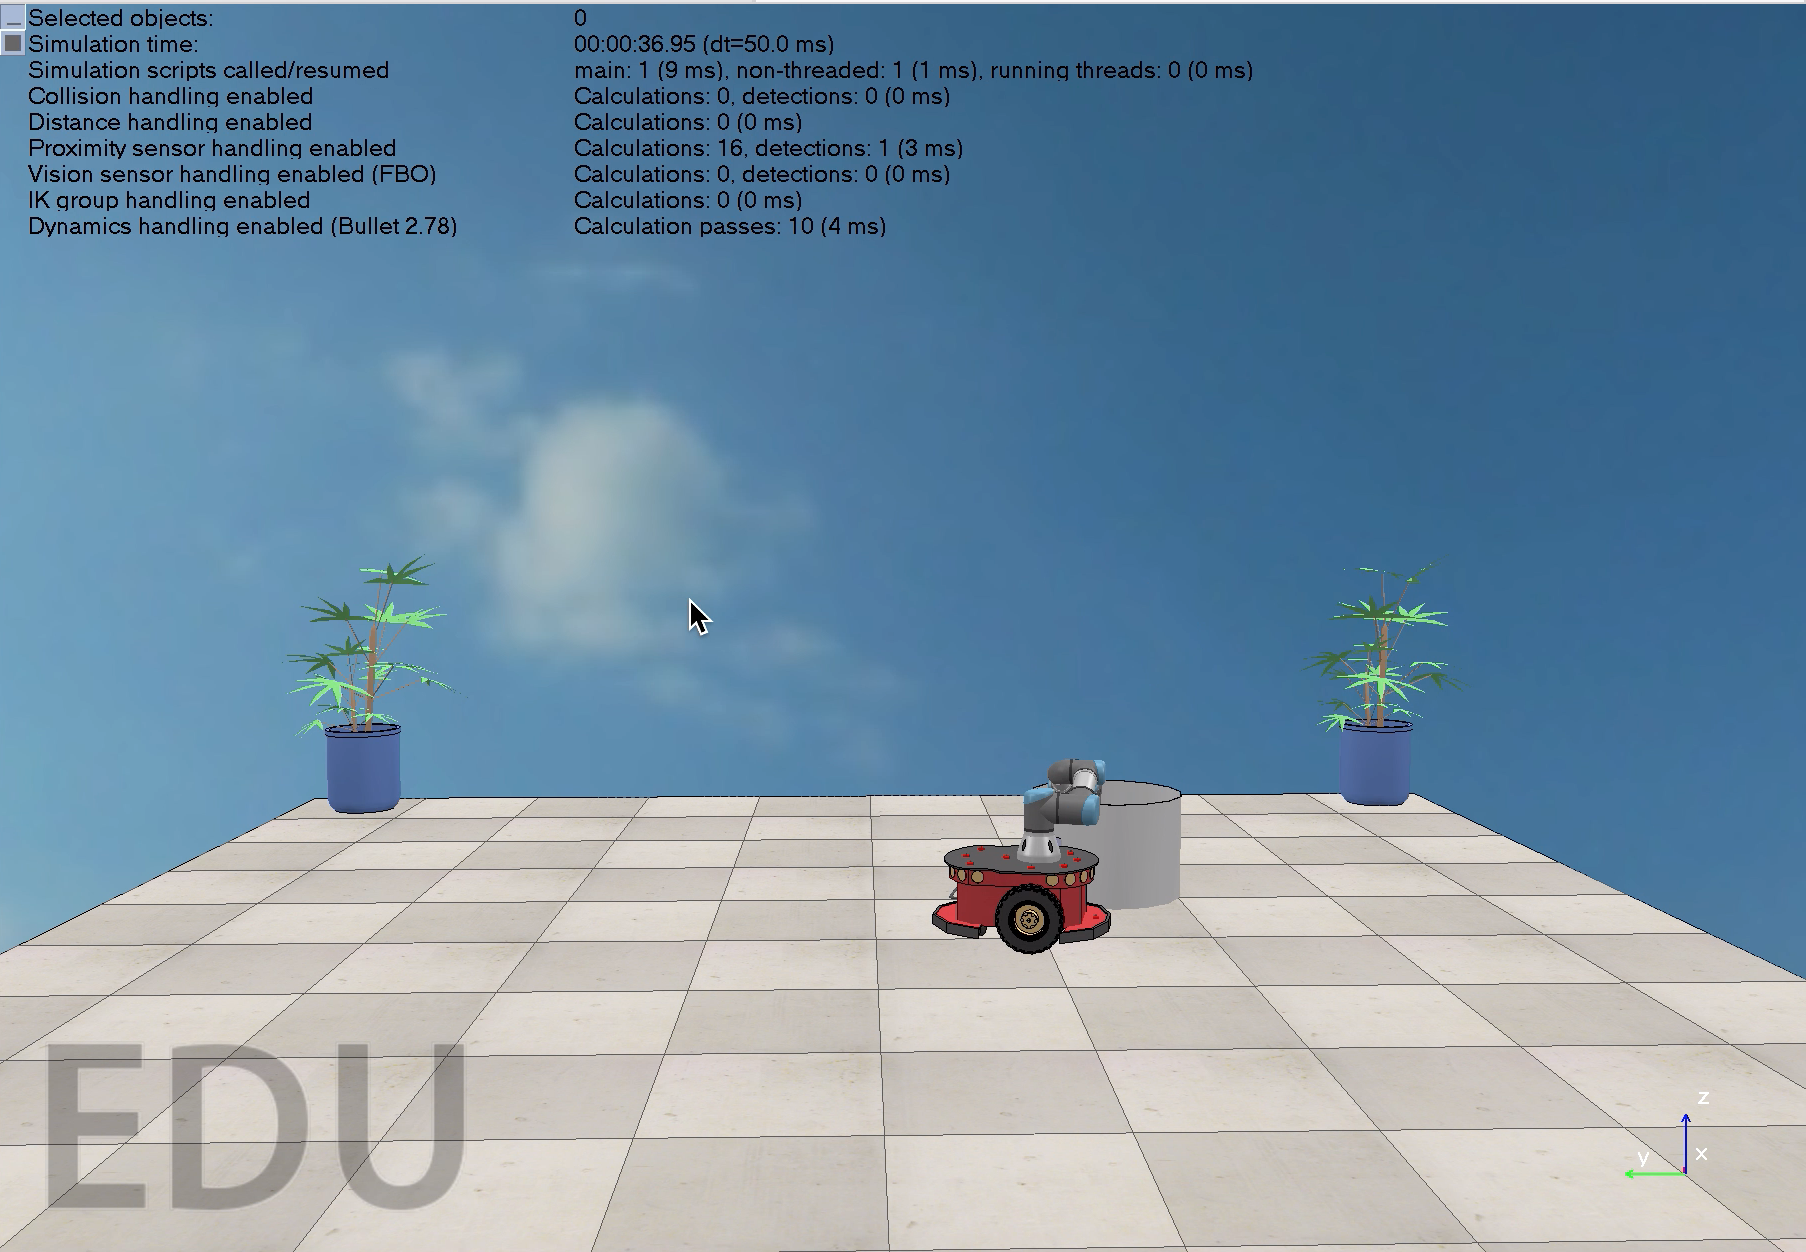 Selected objects: 0
Simulation time: 00:00:36.95 (dt=50.0 ms)
Simulation scripts called/resumed main: 1 (9 ms), non-threaded: 1 (1 ms), running threads: 0 (0 ms)
Collision handling enabled Calculations: 0, detections: 0 (0 ms)
Distance handling enabled Calculations: 0 (0 ms)
Proximity sensor handling enabled Calculations: 16, detections: 1 (3 ms)
Vision sensor handling enabled (FBO) Calculations: 0, detections: 0 (0 ms)
IK group handling enabled Calculations: 0 (0 ms)
Dynamics handling enabled (Bullet 2.78) Calculation passes: 10 (4 ms)
EDU
z
y x